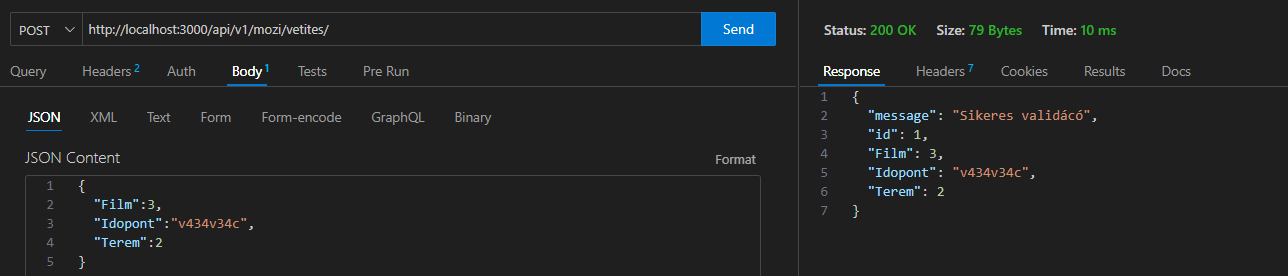 POST http://localhost:3000/api/v1/mozi/vetites/ Send
Query Headers 2 Auth Body 1 Tests Pre Run
JSON XML Text Form Form-encode GraphQL Binary
JSON Content Format
1 {
2 "Film":3,
3 "Idopont":"v434v34c",
4 "Terem":2
5 }
Status: 200 OK Size: 79 Bytes Time: 10 ms
Response Headers 7 Cookies Results Docs
1 {
2 "message": "Sikeres validácó",
3 "id": 1,
4 "Film": 3,
5 "Idopont": "v434v34c",
6 "Terem": 2
7 }